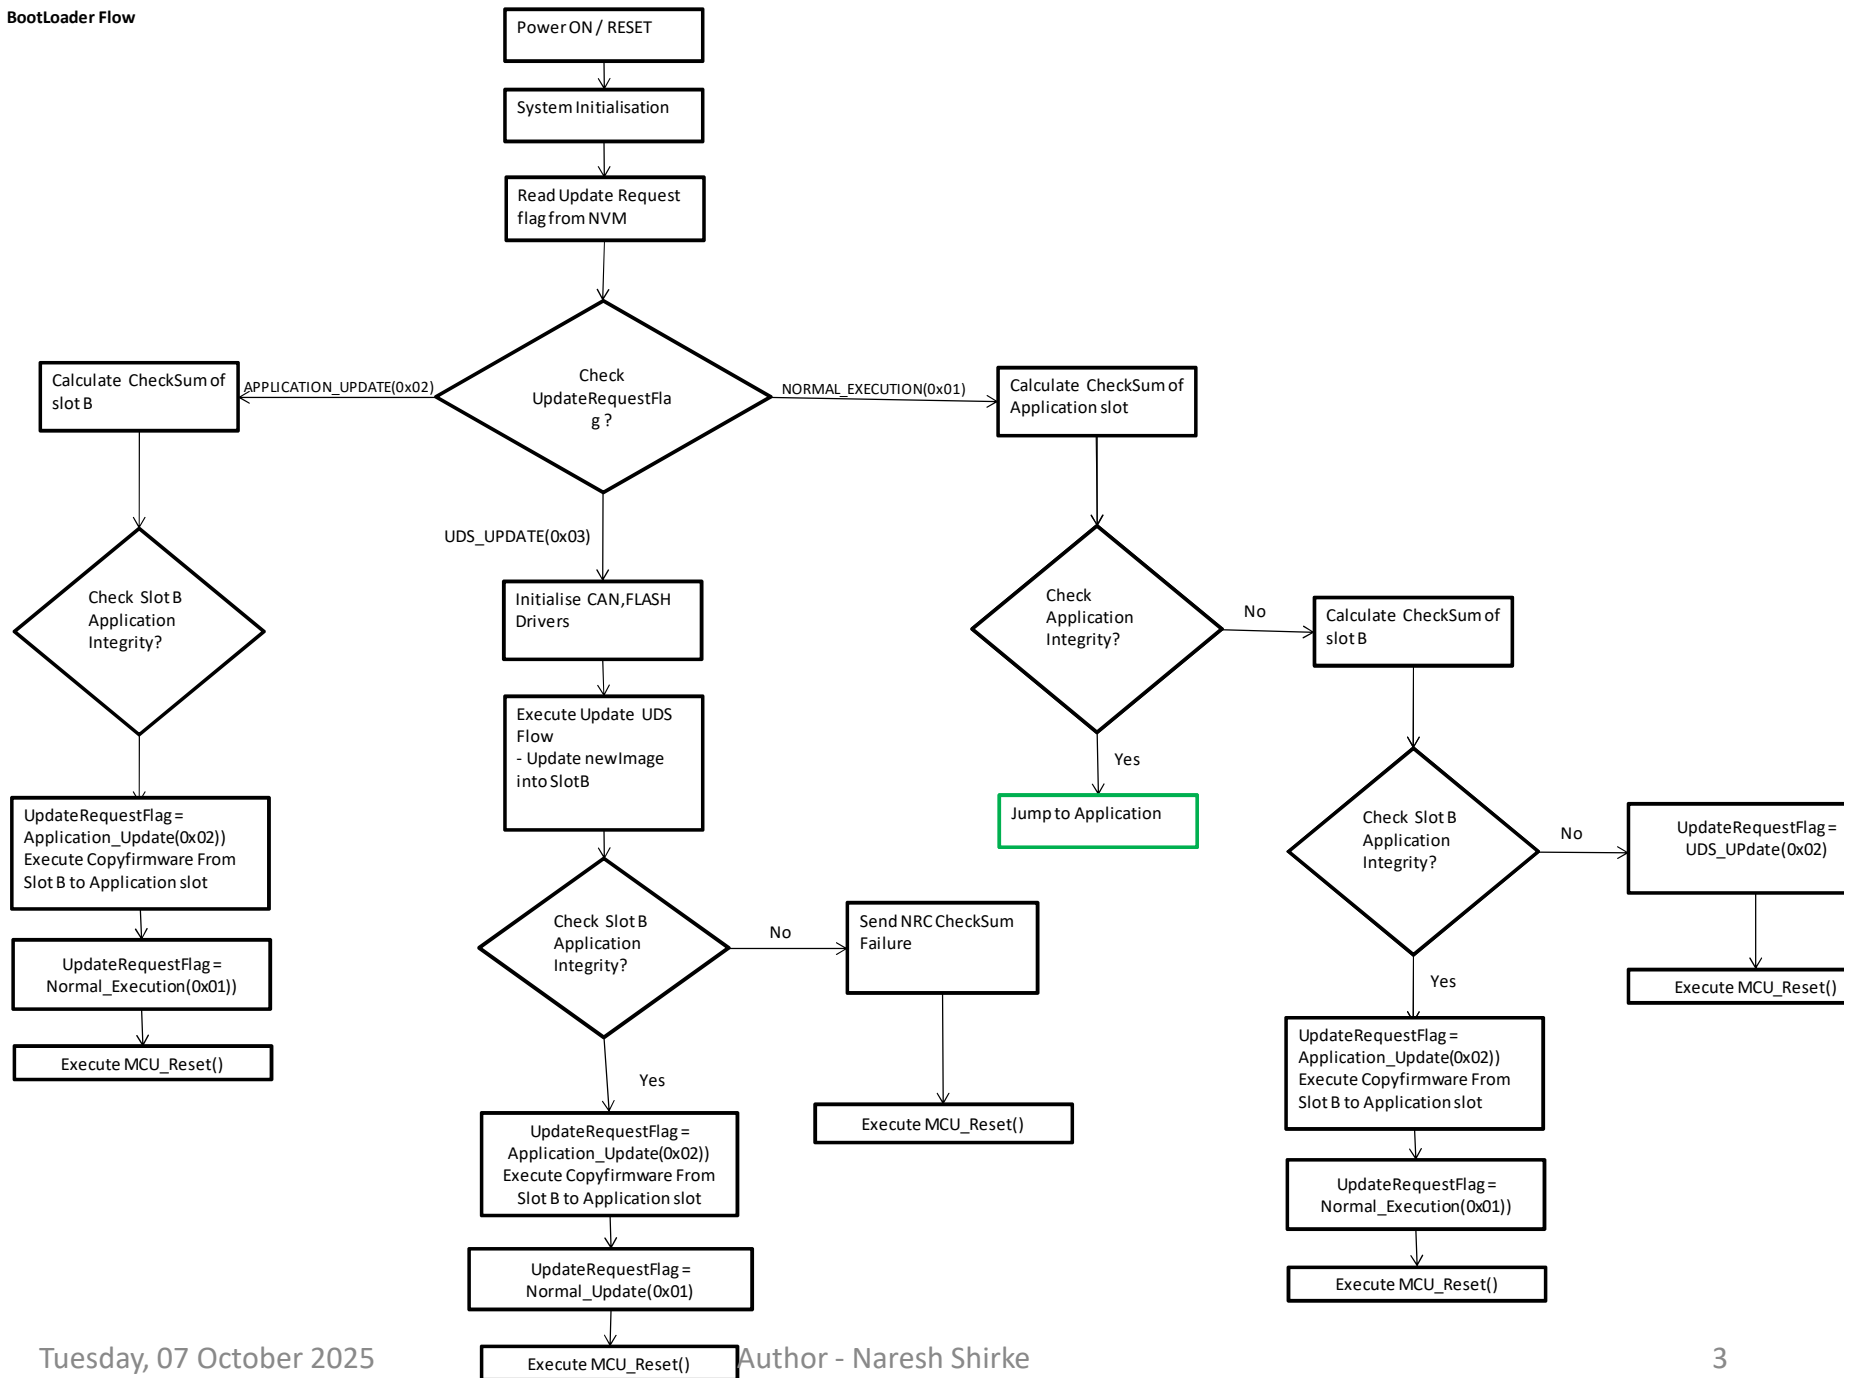 BootLoader Flow
Power ON / RESET
System Initialisation
Read Update Request
flag from NVM
Check
UpdateRequestFla
g ?
APPLICATION_UPDATE(0x02)
NORMAL_EXECUTION(0x01)
UDS_UPDATE(0x03)
Calculate CheckSum of
slot B
Check Slot B
Application
Integrity?
UpdateRequestFlag =
Application_Update(0x02))
Execute Copyfirmware From
Slot B to Application slot
UpdateRequestFlag =
Normal_Execution(0x01))
Execute MCU_Reset()
Initialise CAN,FLASH
Drivers
Execute Update UDS
Flow
- Update newImage
into SlotB
Check Slot B
Application
Integrity?
No
Send NRC CheckSum
Failure
Execute MCU_Reset()
Yes
UpdateRequestFlag =
Application_Update(0x02))
Execute Copyfirmware From
Slot B to Application slot
UpdateRequestFlag =
Normal_Update(0x01)
Execute MCU_Reset()
Calculate CheckSum of
Application slot
Check
Application
Integrity?
Yes
Jump to Application
No
Calculate CheckSum of
slot B
Check Slot B
Application
Integrity?
No
UpdateRequestFlag =
UDS_UPdate(0x02)
Execute MCU_Reset()
Yes
UpdateRequestFlag =
Application_Update(0x02))
Execute Copyfirmware From
Slot B to Application slot
UpdateRequestFlag =
Normal_Execution(0x01))
Execute MCU_Reset()
Tuesday, 07 October 2025
Author - Naresh Shirke
3